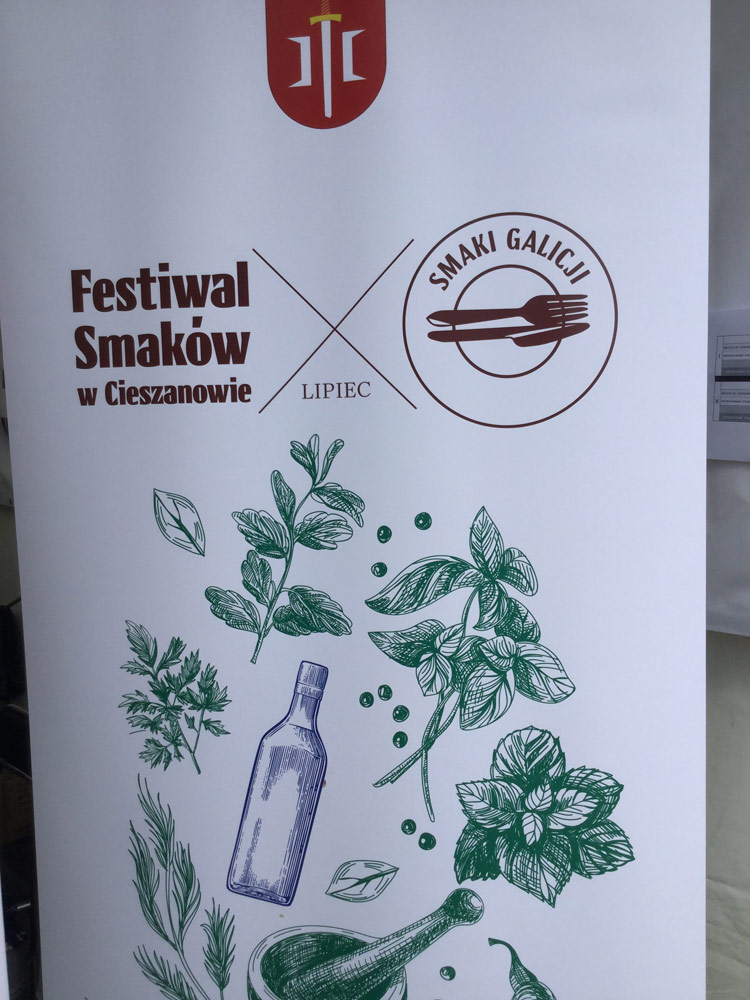 Festiwal
Smaków
w Cieszanowie
LIPIEC
SMAKI GALICJI